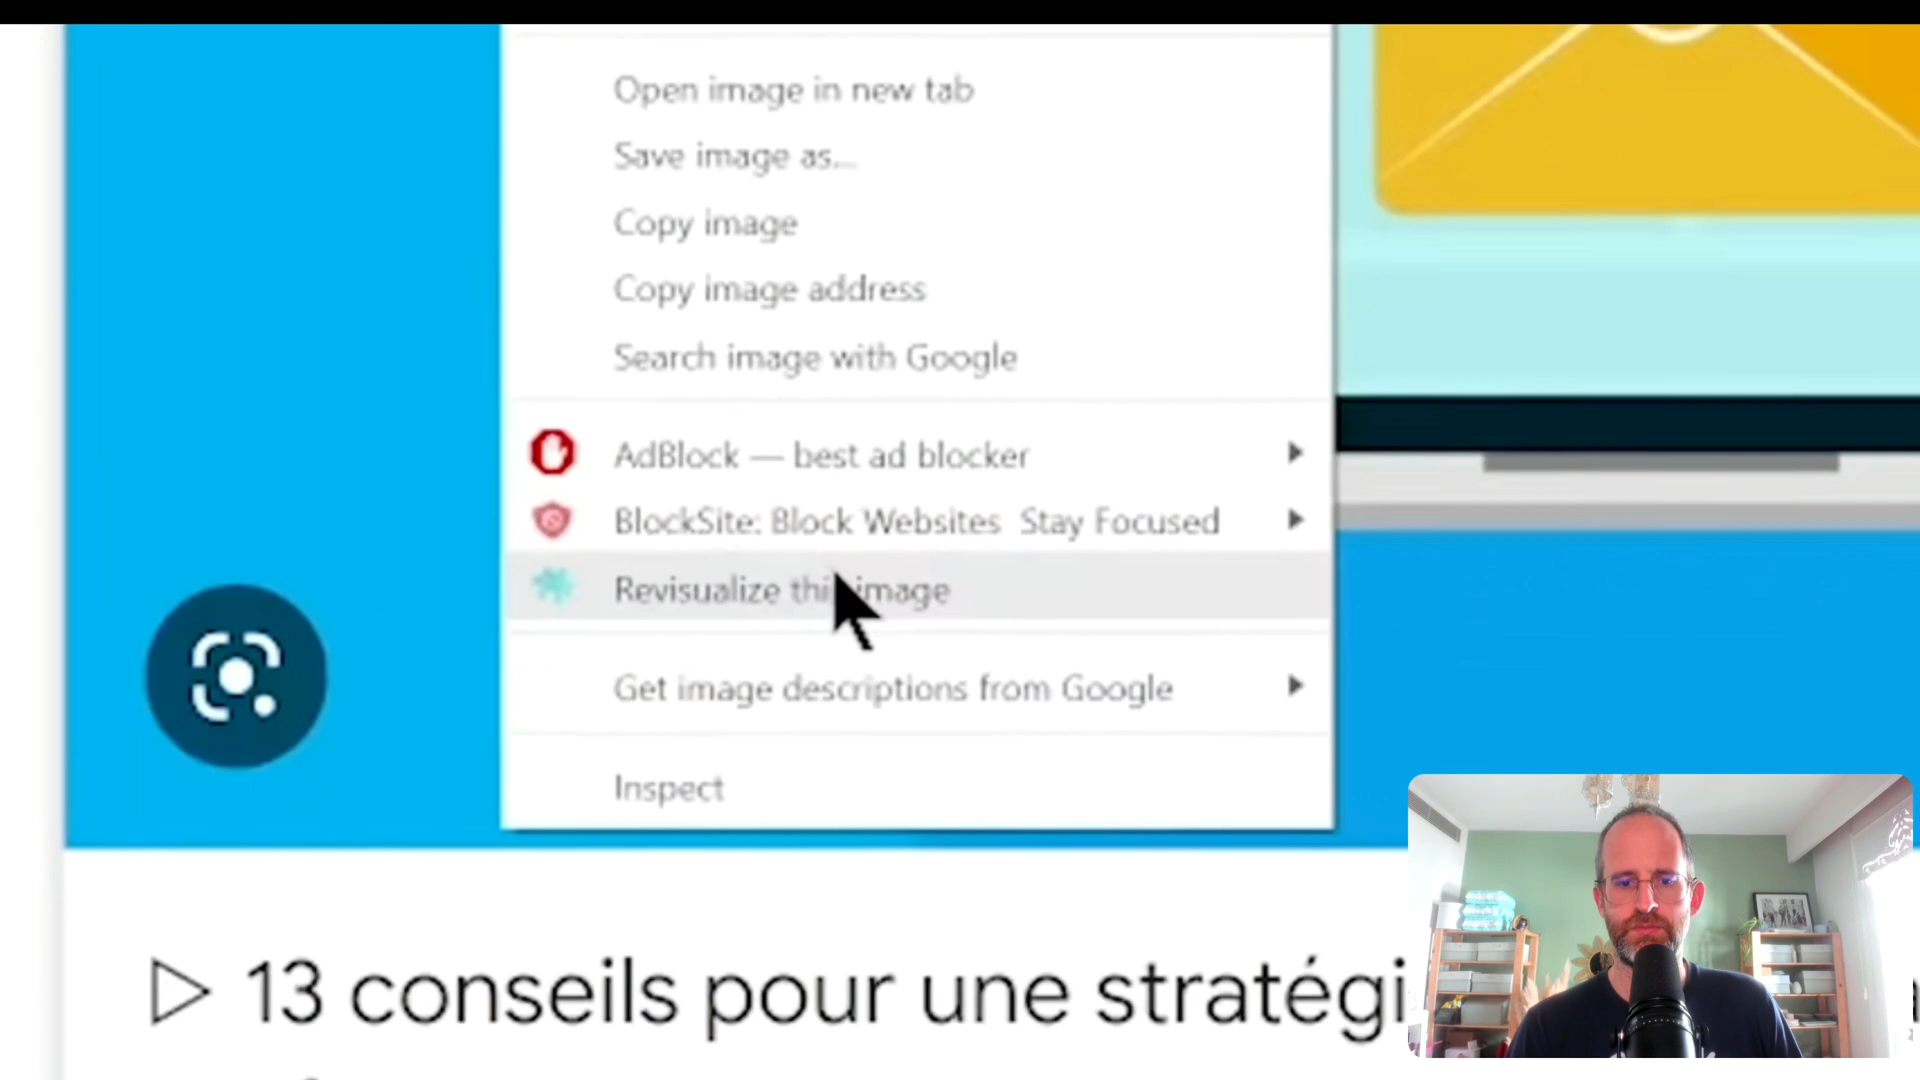 Open image in new tab
Save image as...
Copy image
Copy image address
Search image with Google
AdBlock — best ad blocker
BlockSite: Block Websites Stay Focused
Revisualize this image
Get image descriptions from Google
Inspect
13 conseils pour une stratégi